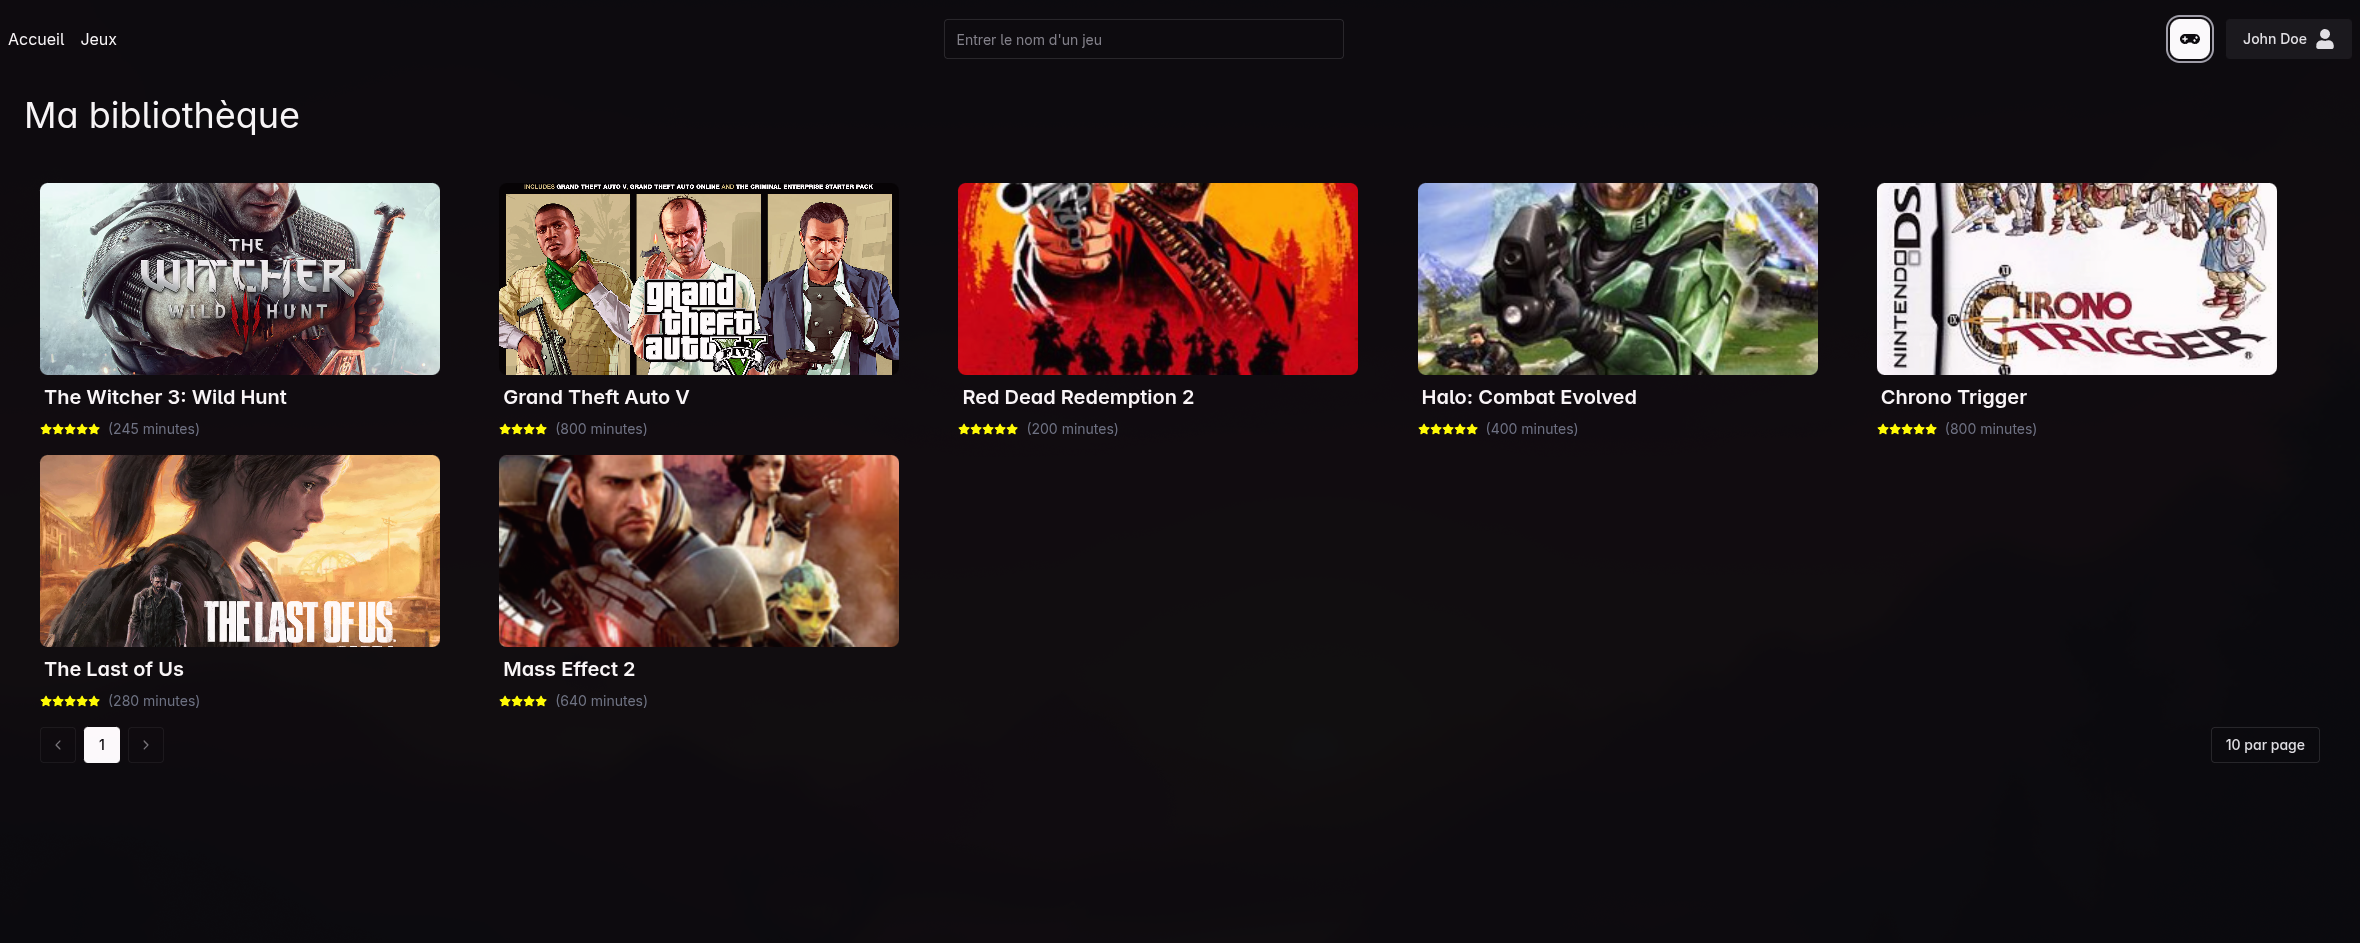 Accueil Jeux
Entrer le nom d'un jeu
John Doe
Ma bibliothèque
THE
WITCHER
WILD HUNT
The Witcher 3: Wild Hunt
(245 minutes)
INCLUDES GRAND THEFT AUTO V, GRAND THEFT AUTO ONLINE AND THE CRIMINAL ENTERPRISE STARTER PACK
grand
theft
auto
FIVE
Grand Theft Auto V
(800 minutes)
Red Dead Redemption 2
(200 minutes)
Halo: Combat Evolved
(400 minutes)
NINTENDO DS
CHRONO
TRIGGER
®
Chrono Trigger
(800 minutes)
THE LAST OF US
The Last of Us
(280 minutes)
N7
Mass Effect 2
(640 minutes)
1
10 par page